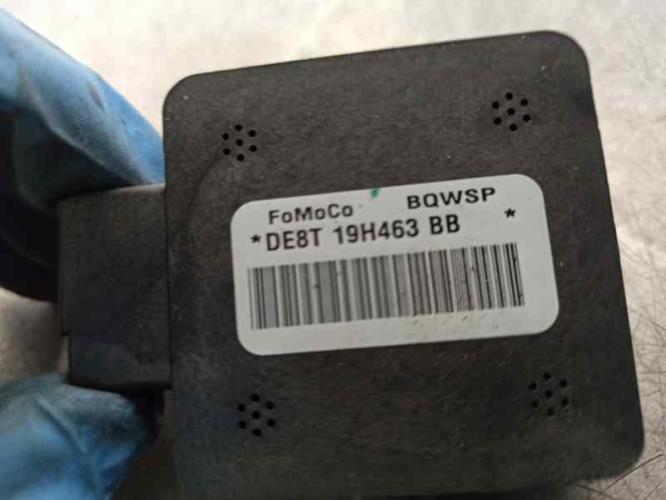 FoMoCo BQWSP
*DE8T 19H463 BB *